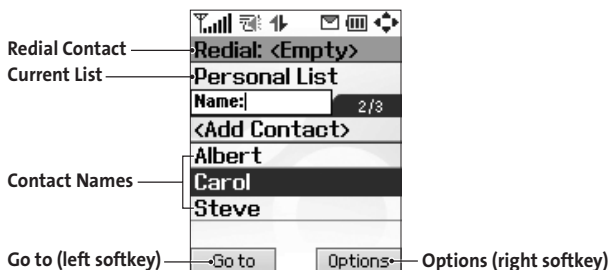 Redial Contact
Redial: <Empty>
Current List
Personal List
Name:
2/3
<Add Contact>
Contact Names
Albert
Carol
Steve
Go to (left softkey)
Go to
Options
Options (right softkey)